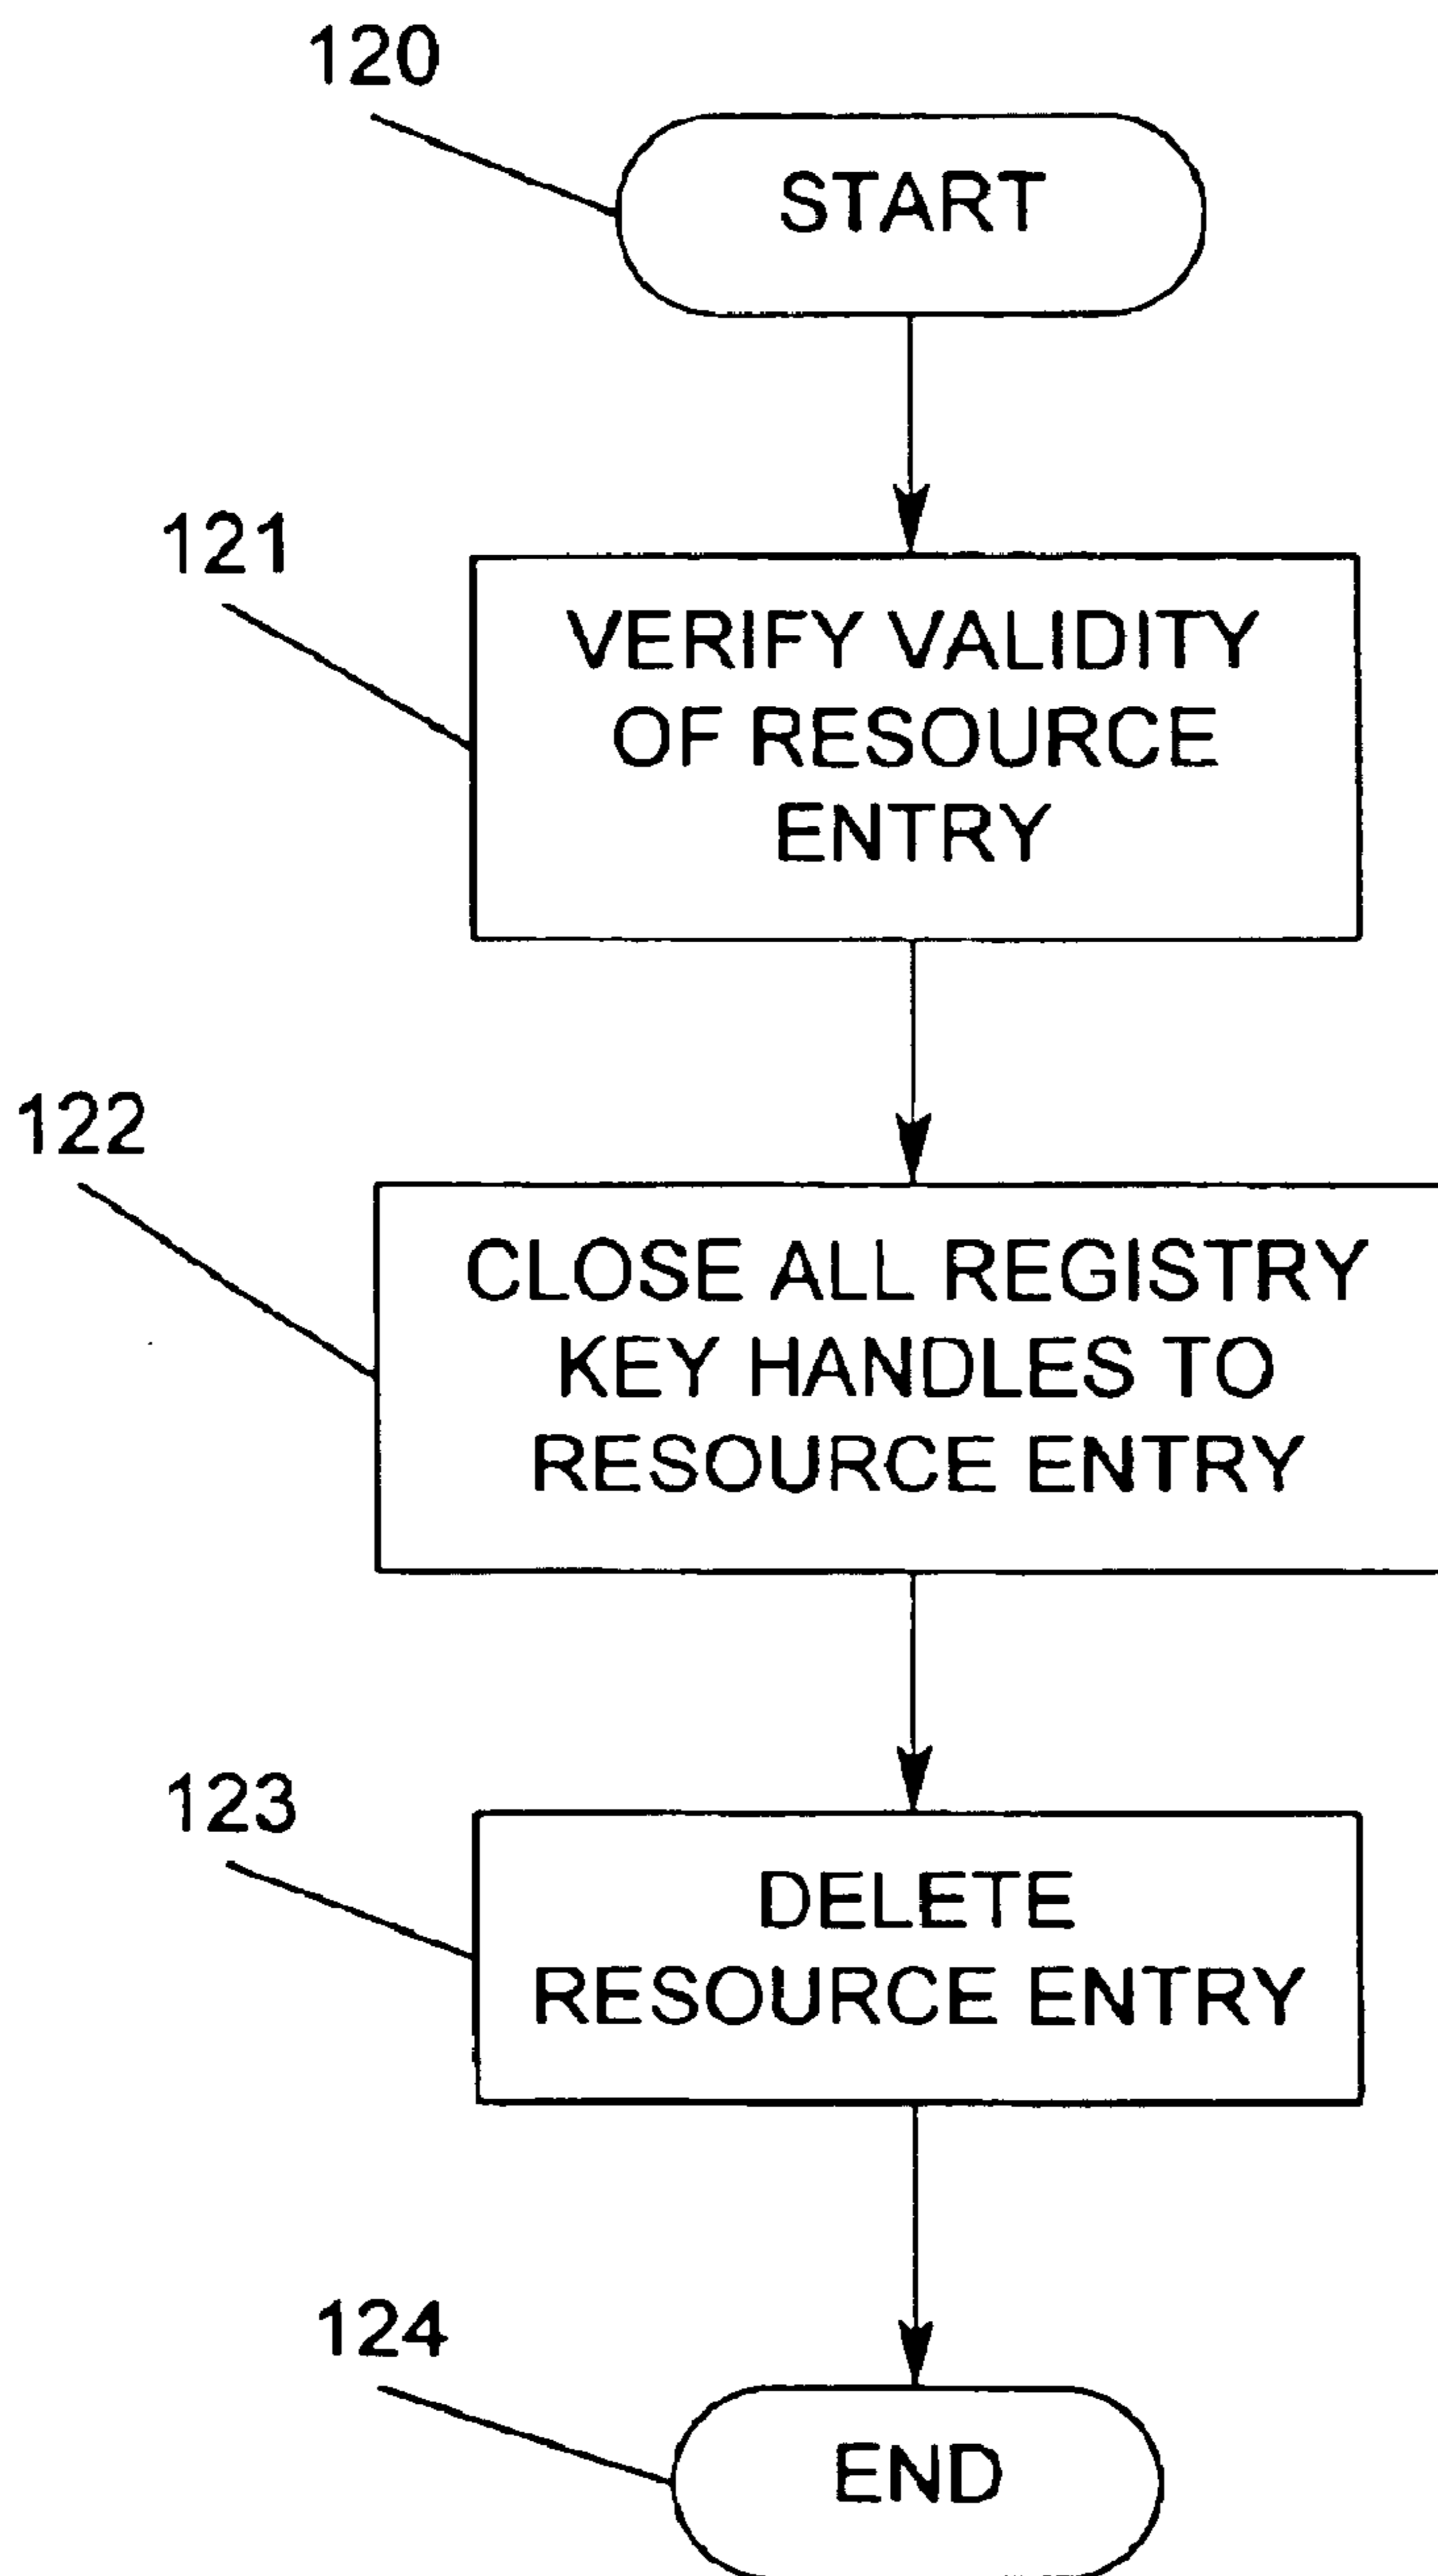 120
START
121
VERIFY VALIDITY
OF RESOURCE
ENTRY
122
CLOSE ALL REGISTRY
KEY HANDLES TO
RESOURCE ENTRY
123
DELETE
RESOURCE ENTRY
124
END